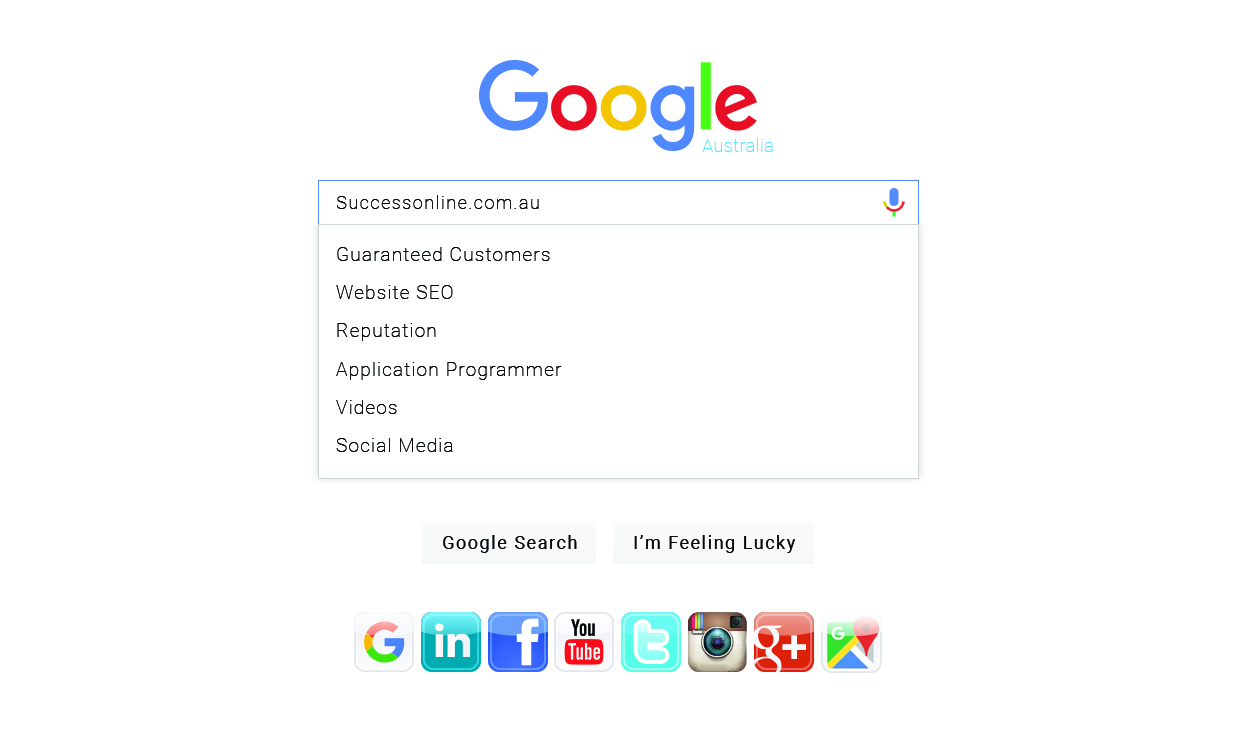 Google
Australia
Successonline.com.au
Guaranteed Customers
Website SEO
Reputation
Application Programmer
Videos
Social Media
Google Search I’m Feeling Lucky
G in f You Tube t g+ G